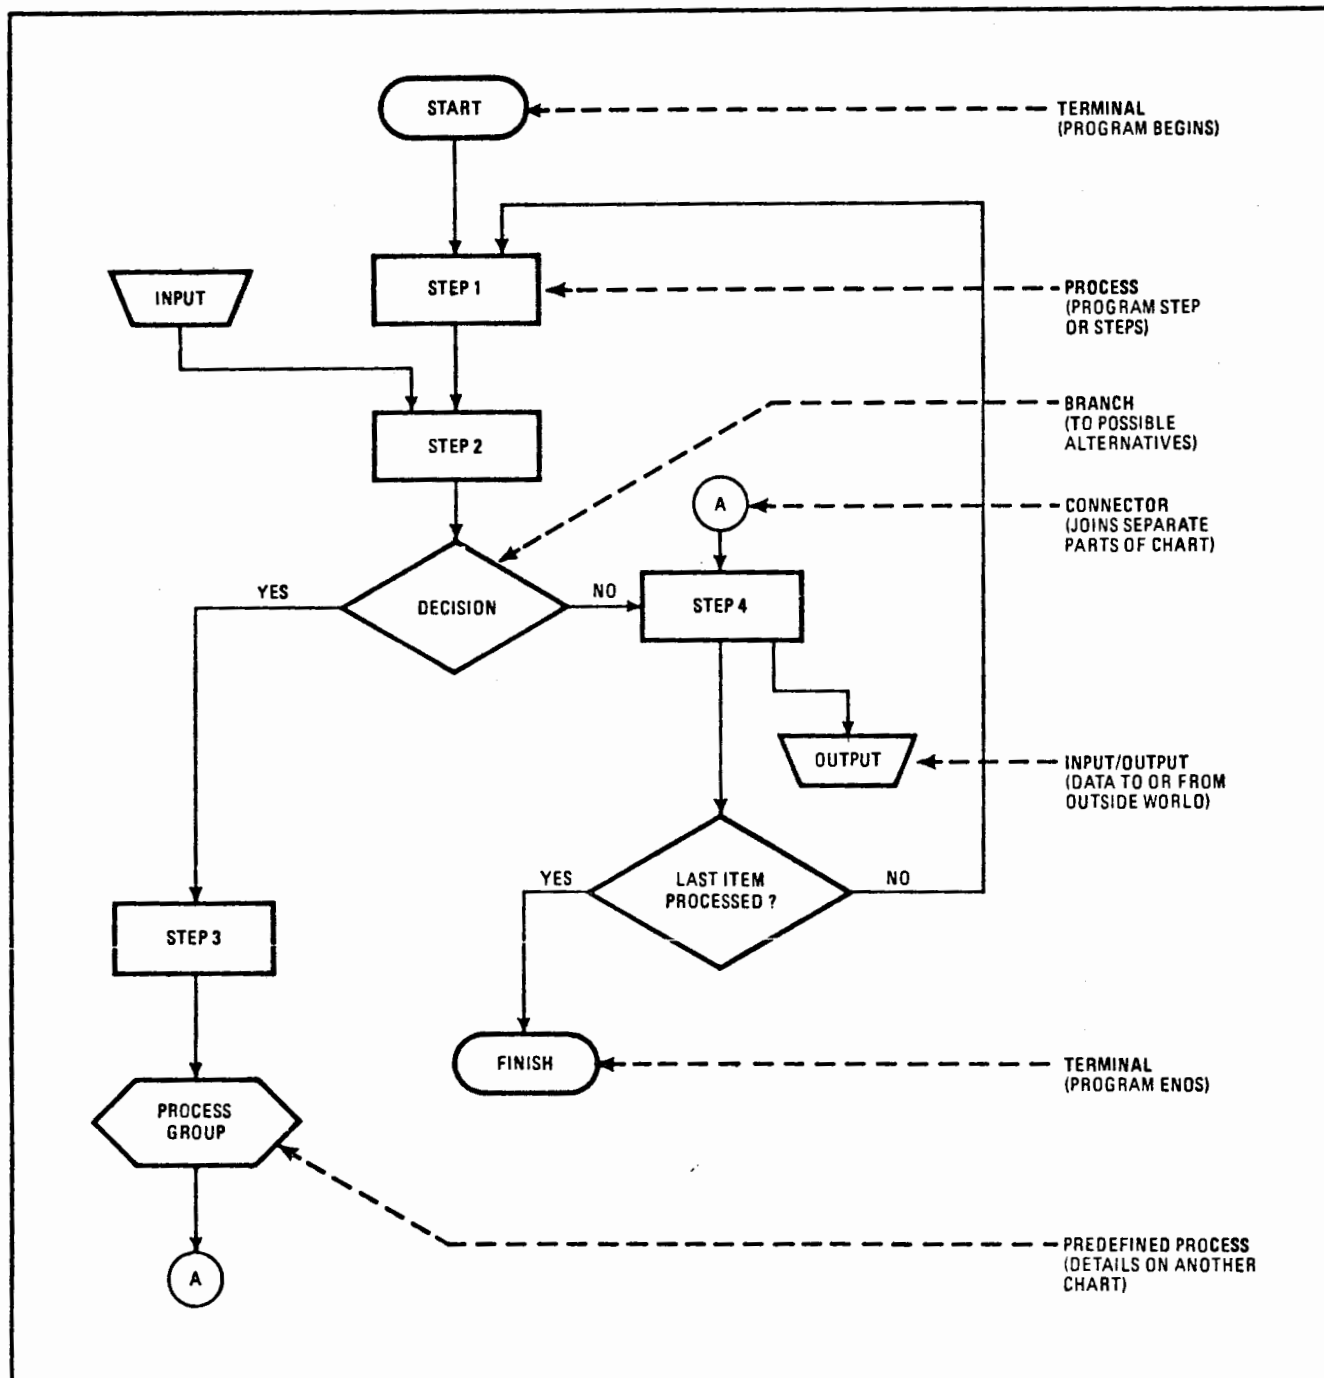 START
TERMINAL
(PROGRAM BEGINS)
INPUT
STEP 1
PROCESS
(PROGRAM STEP
OR STEPS)
BRANCH
(TO POSSIBLE
ALTERNATIVES)
STEP 2
A
CONNECTOR
(JOINS SEPARATE
PARTS OF CHART)
YES
DECISION
NO
STEP 4
OUTPUT
INPUT/OUTPUT
(DATA TO OR FROM
OUTSIDE WORLD)
YES
LAST ITEM
PROCESSED ?
NO
STEP 3
FINISH
TERMINAL
(PROGRAM ENDS)
PROCESS
GROUP
PREDEFINED PROCESS
(DETAILS ON ANOTHER
CHART)
A